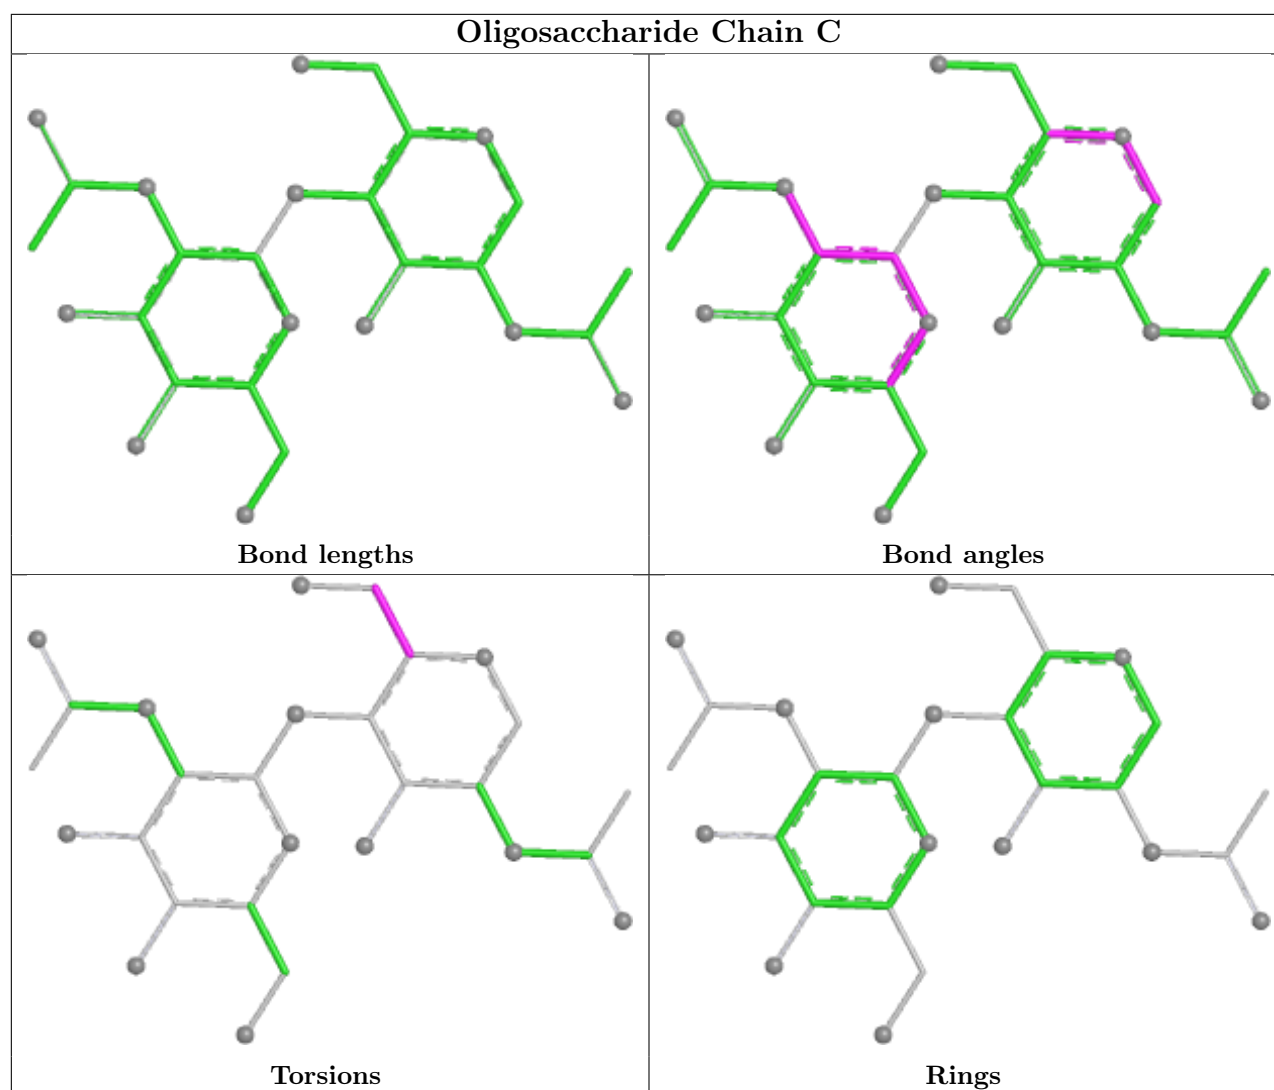 Oligosaccharide Chain C
Bond lengths
Bond angles
Torsions
Rings